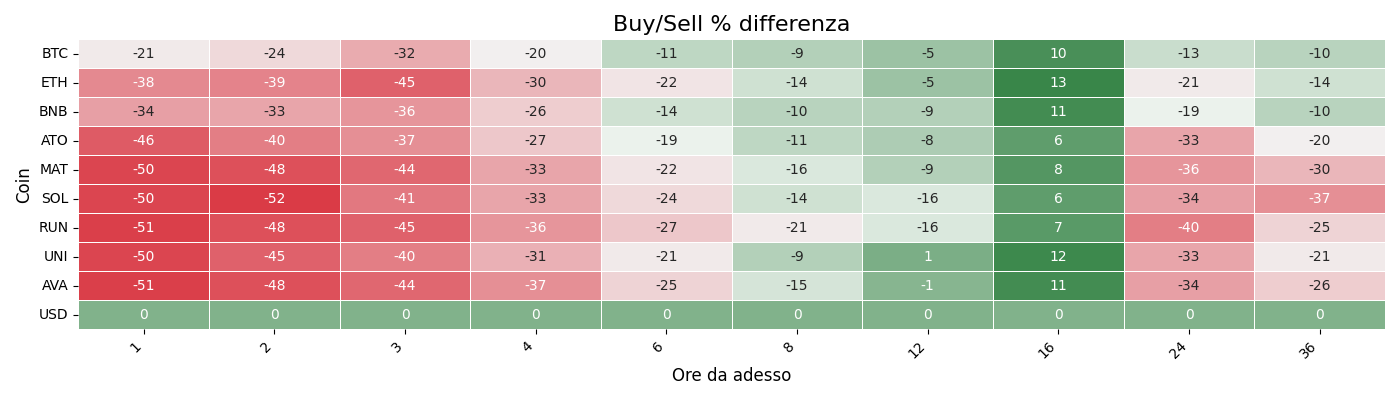 Buy/Sell % differenza
Coin
BTC -21 -24 -32 -20 -11 -9 -5 10 -13 -10
ETH -38 -39 -45 -30 -22 -14 -5 13 -21 -14
BNB -34 -33 -36 -26 -14 -10 -9 11 -19 -10
ATO -46 -40 -37 -27 -19 -11 -8 6 -33 -20
MAT -50 -48 -44 -33 -22 -16 -9 8 -36 -30
SOL -50 -52 -41 -33 -24 -14 -16 6 -34 -37
RUN -51 -48 -45 -36 -27 -21 -16 7 -40 -25
UNI -50 -45 -40 -31 -21 -9 1 12 -33 -21
AVA -51 -48 -44 -37 -25 -15 -1 11 -34 -26
USD 0 0 0 0 0 0 0 0 0 0
1 2 3 4 6 8 12 16 24 36
Ore da adesso